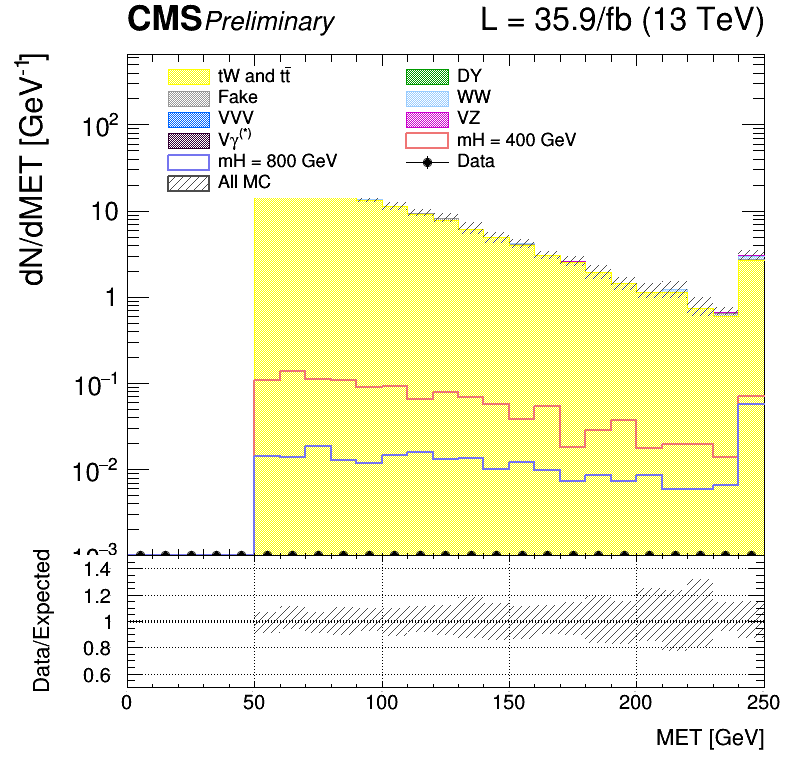 CMS Preliminary L = 35.9/fb (13 TeV)
dN/dMET [GeV⁻¹]
tW and tt̄ DY
Fake WW
VVV VZ
Vγ⁽*⁾ mH = 400 GeV
mH = 800 GeV Data
All MC
10²
10
1
10⁻¹
10⁻²
10⁻³
Data/Expected
1.4
1.2
1
0.8
0.6
0 50 100 150 200 250
MET [GeV]